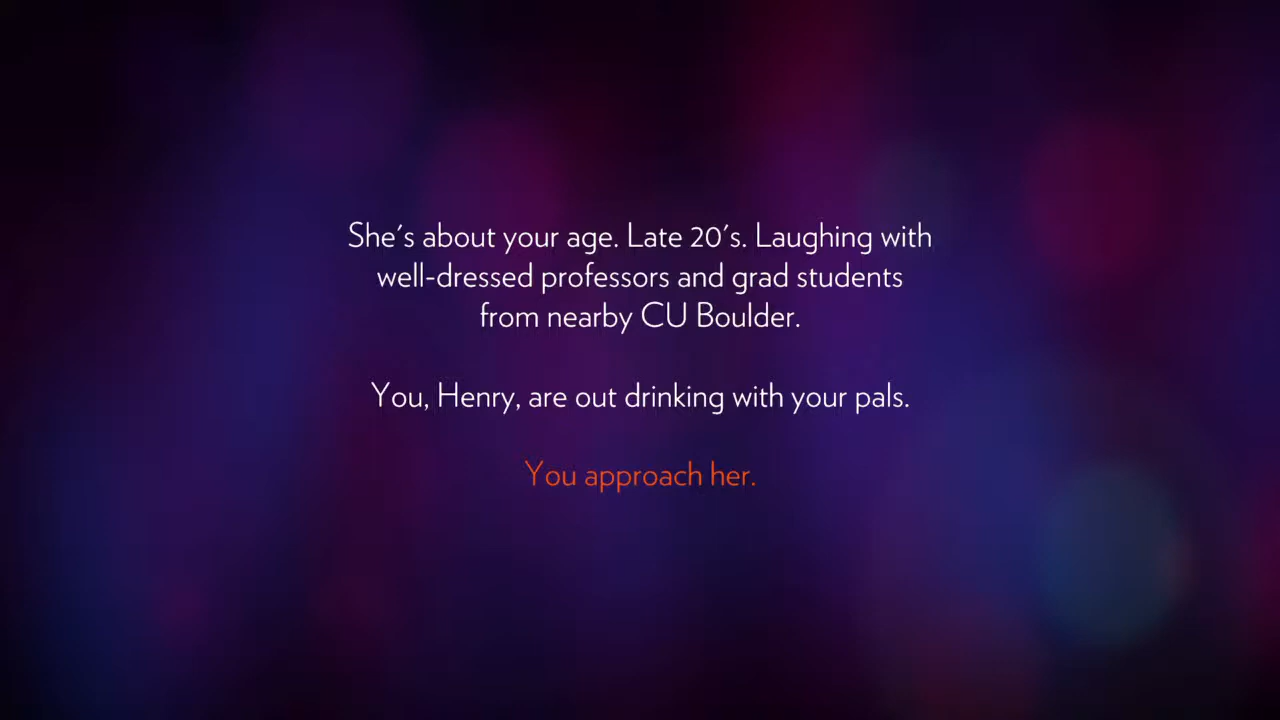 She's about your age. Late 20's. Laughing with
well-dressed professors and grad students
from nearby CU Boulder.
You, Henry, are out drinking with your pals.
You approach her.